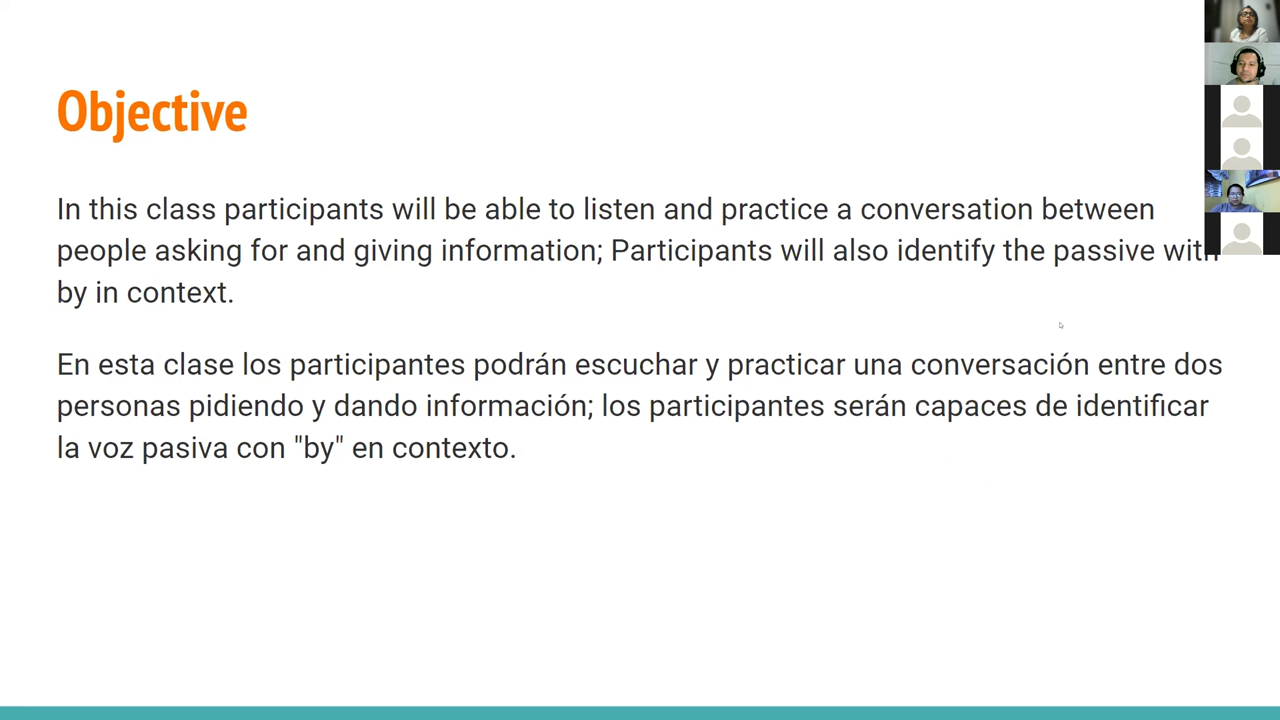 Objective
In this class participants will be able to listen and practice a conversation between
people asking for and giving information; Participants will also identify the passive with
by in context.
En esta clase los participantes podrán escuchar y practicar una conversación entre dos
personas pidiendo y dando información; los participantes serán capaces de identificar
la voz pasiva con "by" en contexto.